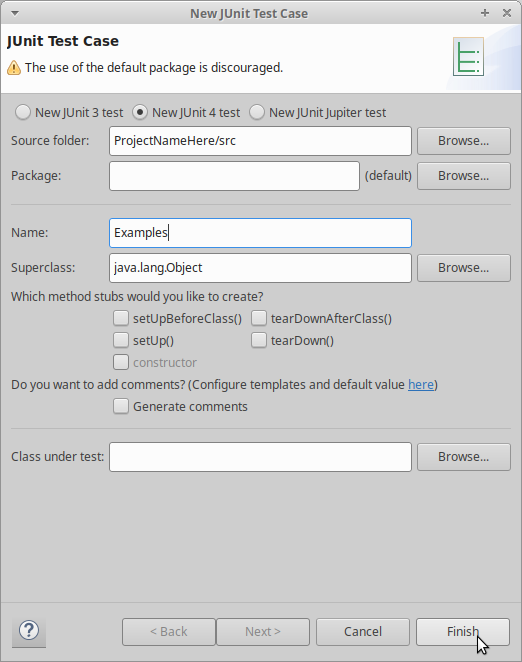 New JUnit Test Case
JUnit Test Case
The use of the default package is discouraged.
New JUnit 3 test New JUnit 4 test New JUnit Jupiter test
Source folder: ProjectNameHere/src Browse...
Package: (default) Browse...
Name: Examples
Superclass: java.lang.Object Browse...
Which method stubs would you like to create?
setUpBeforeClass() tearDownAfterClass()
setUp() tearDown()
constructor
Do you want to add comments? (Configure templates and default value here)
Generate comments
Class under test: Browse...
? < Back Next > Cancel Finish